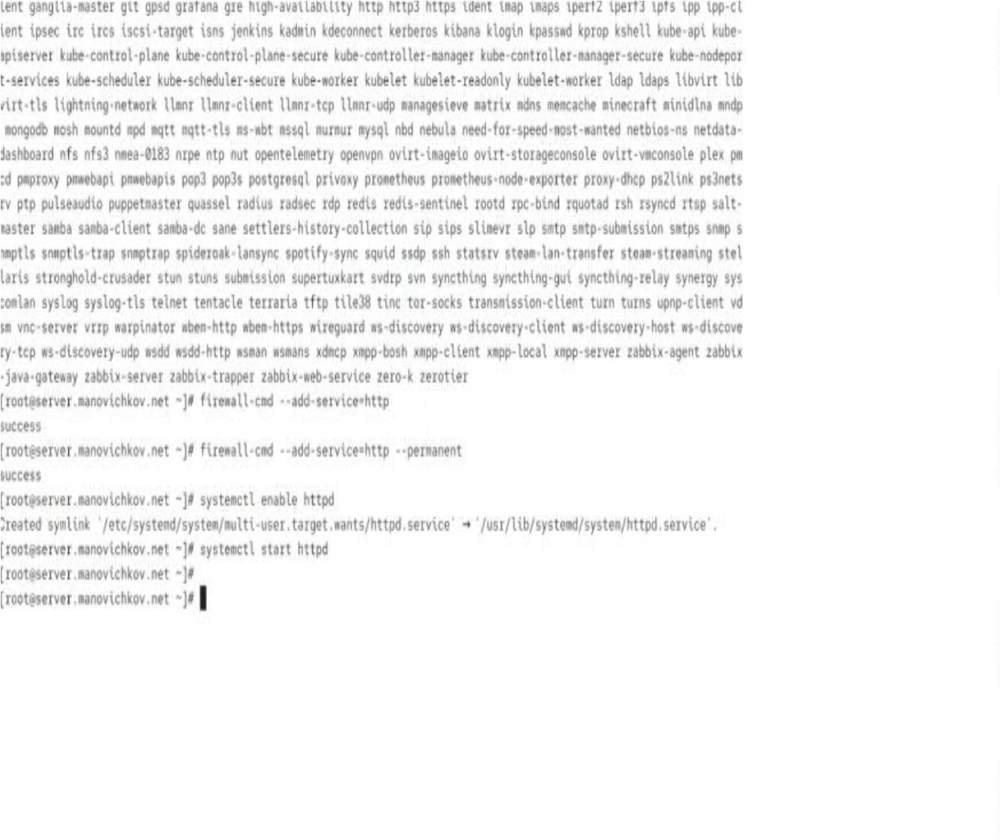 ient ganglia-master git gpsd grafana gre high-availability http http3 https ident imap imaps iperf2 iperf3 ipfs ipp ipp-cl
ient ipsec irc ircs iscsi-target isns jenkins kadmin kdeconnect kerberos kibana klogin kpasswd kprop kshell kube-api kube-
apiserver kube-control-plane kube-control-plane-secure kube-controller-manager kube-controller-manager-secure kube-nodepor
t-services kube-scheduler kube-scheduler-secure kube-worker kubelet kubelet-readonly kubelet-worker ldap ldaps libvirt lib
virt-tls lightning-network llmnr llmnr-client llmnr-tcp llmnr-udp managesieve matrix mdns memcache minecraft minidlna mndp
mongodb mosh mountd mpd mqtt mqtt-tls ms-wbt mssql murmur mysql nbd nebula need-for-speed-most-wanted netbios-ns netdata-
dashboard nfs nfs3 nmea-0183 nrpe ntp nut opentelemetry openvpn ovirt-imageio ovirt-storageconsole ovirt-vmconsole plex pm
cd pmproxy pmwebapi pmwebapis pop3 pop3s postgresql privoxy prometheus prometheus-node-exporter proxy-dhcp ps2link ps3nets
rv ptp pulseaudio puppetmaster quassel radius radsec rdp redis redis-sentinel rootd rpc-bind rquotad rsh rsyncd rtsp salt-
master samba samba-client samba-dc sane settlers-history-collection sip sips slimevr slp smtp smtp-submission smtps snmp s
nmptls snmptls-trap snmptrap spideroak-lansync spotify-sync squid ssdp ssh statsrv steam-lan-transfer steam-streaming stel
laris stronghold-crusader stun stuns submission supertuxkart svdrp svn syncthing syncthing-gui syncthing-relay synergy sys
comlan syslog syslog-tls telnet tentacle terraria tftp tile38 tinc tor-socks transmission-client turn turns upnp-client vd
sm vnc-server vrrp warpinator wbem-http wbem-https wireguard ws-discovery ws-discovery-client ws-discovery-host ws-discove
ry-tcp ws-discovery-udp wsdd wsdd-http wsman wsmans xdmcp xmpp-bosh xmpp-client xmpp-local xmpp-server zabbix-agent zabbix
-java-gateway zabbix-server zabbix-trapper zabbix-web-service zero-k zerotier
[root@server.manovichkov.net ~]# firewall-cmd --add-service=http
success
[root@server.manovichkov.net ~]# firewall-cmd --add-service=http --permanent
success
[root@server.manovichkov.net ~]# systemctl enable httpd
Created symlink '/etc/systemd/system/multi-user.target.wants/httpd.service' → '/usr/lib/systemd/system/httpd.service'.
[root@server.manovichkov.net ~]# systemctl start httpd
[root@server.manovichkov.net ~]#
[root@server.manovichkov.net ~]#